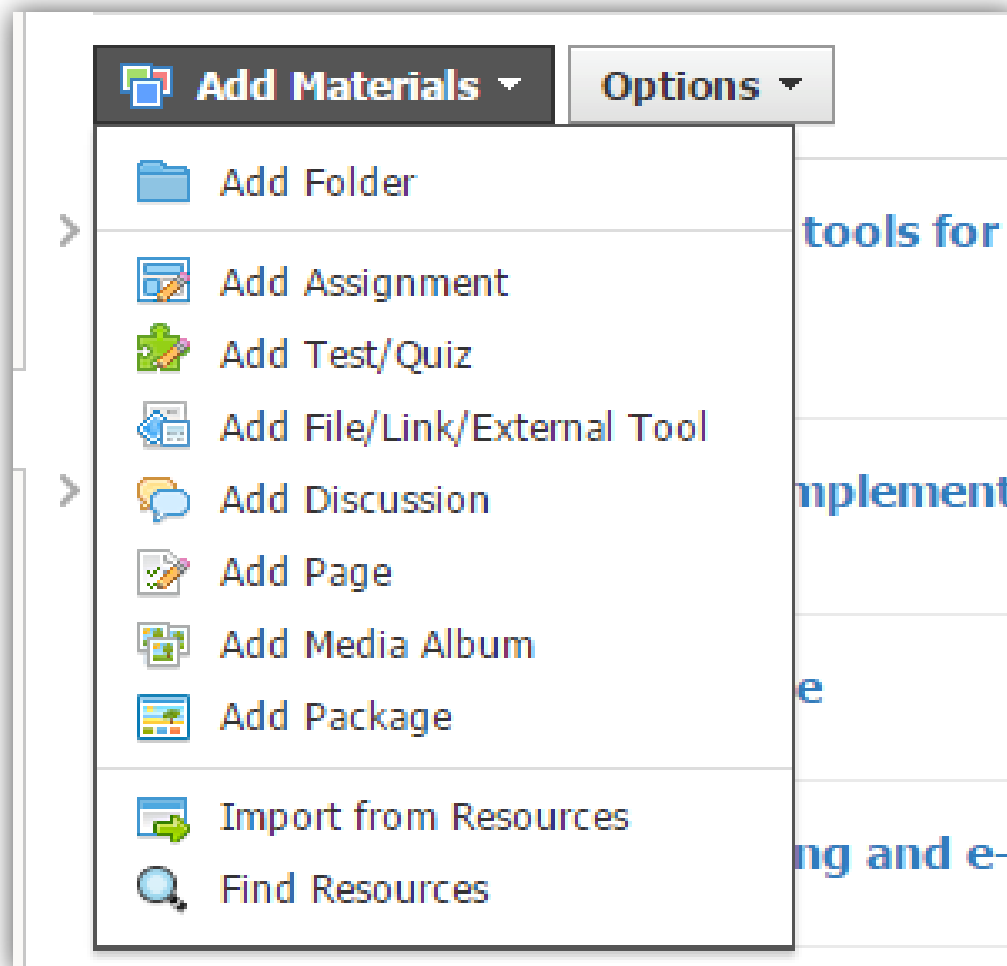 Add Materials Options
Add Folder
tools for
Add Assignment
Add Test/Quiz
Add File/Link/External Tool
Add Discussion
mplement
Add Page
Add Media Album
e
Add Package
Import from Resources
ng and e-
Find Resources